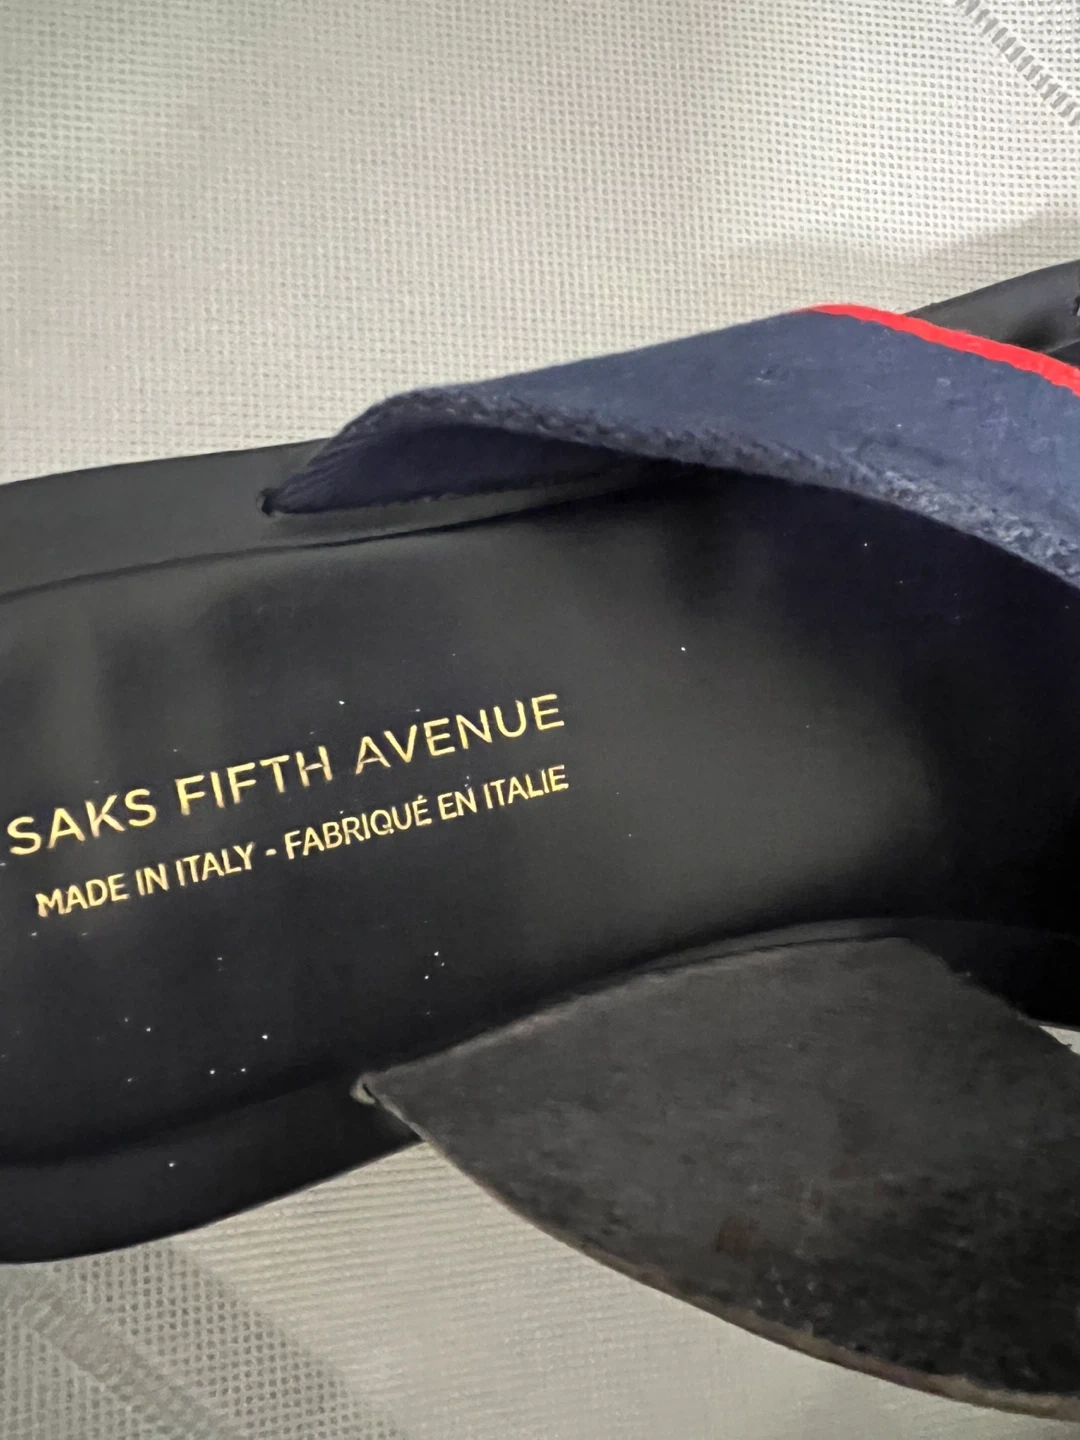 SAKS FIFTH AVENUE
MADE IN ITALY - FABRIQUÉ EN ITALIE